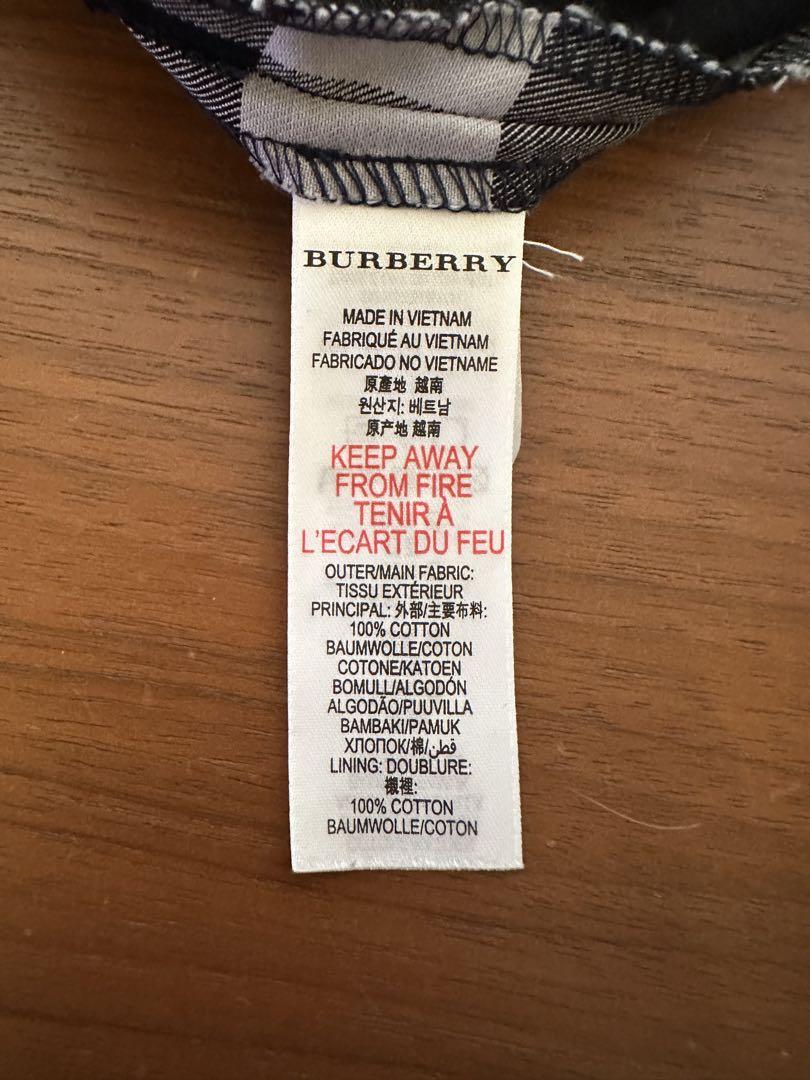 BURBERRY
MADE IN VIETNAM
FABRIQUÉ AU VIETNAM
FABRICADO NO VIETNAME
原產地 越南
원산지: 베트남
原产地 越南
KEEP AWAY
FROM FIRE
TENIR À
L'ECART DU FEU
OUTER/MAIN FABRIC:
TISSU EXTÉRIEUR
PRINCIPAL: 外部/主要布料:
100% COTTON
BAUMWOLLE/COTON
COTONE/KATOEN
BOMULL/ALGODÓN
ALGODÃO/PUUVILLA
BAMBAKI/PAMUK
ХЛОПОК/棉/قطن
LINING: DOUBLURE:
襯裡:
100% COTTON
BAUMWOLLE/COTON